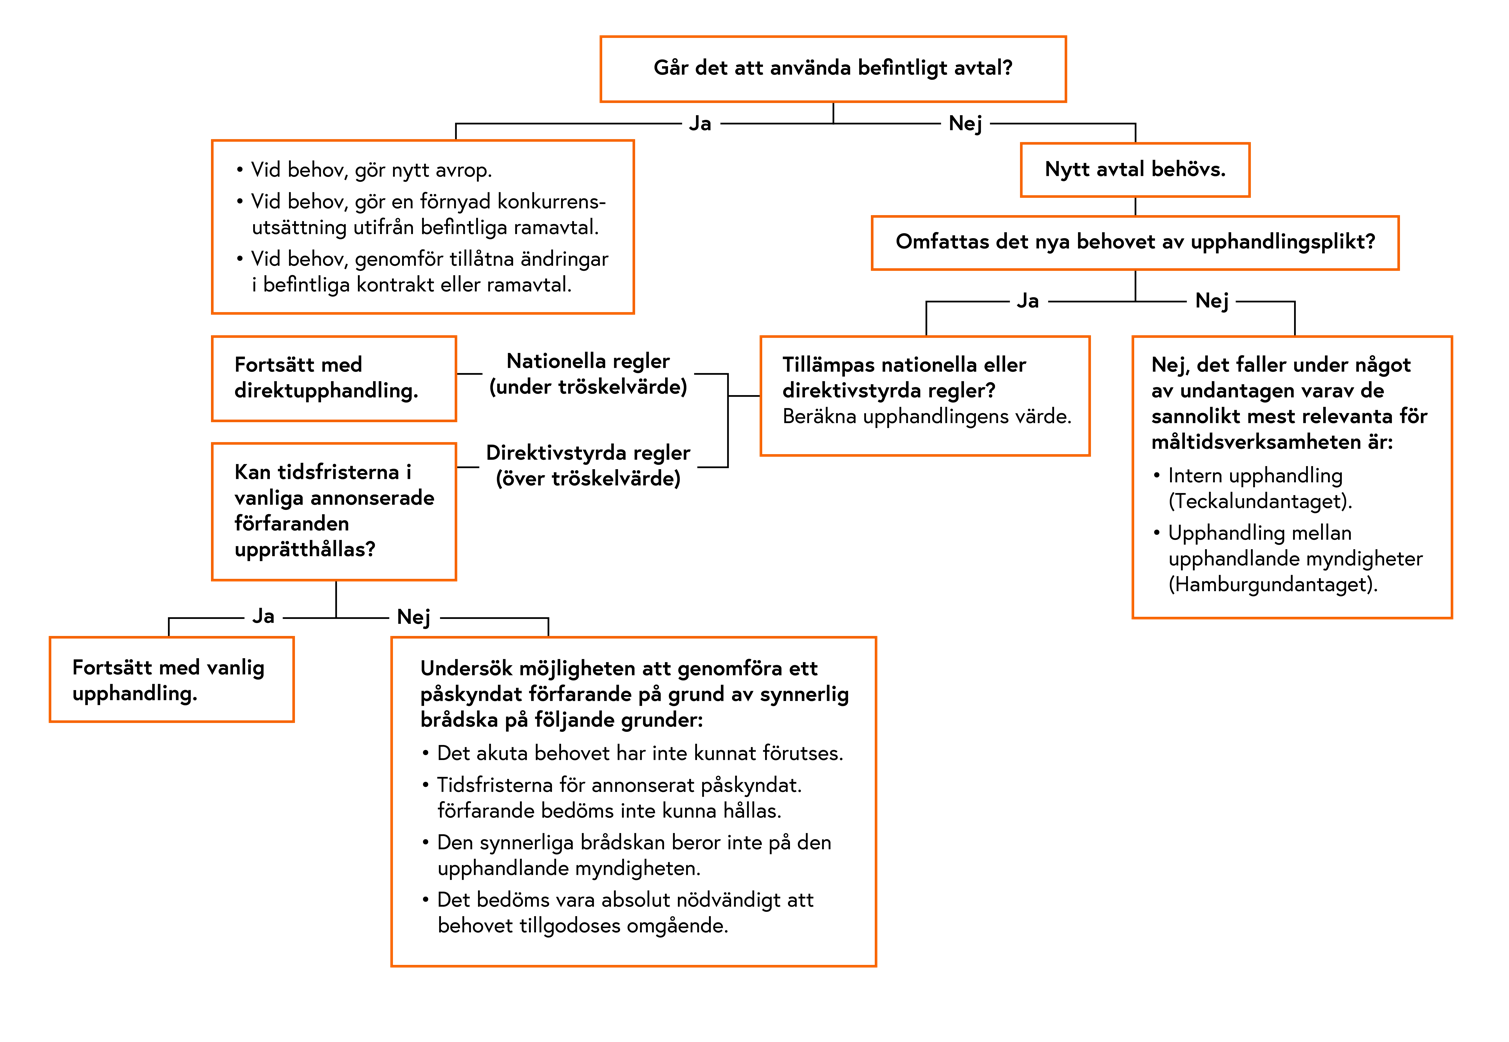 Går det att använda befintligt avtal?
Ja
Nej
• Vid behov, gör nytt avrop.
• Vid behov, gör en förnyad konkurrens-
utsättning utifrån befintliga ramavtal.
• Vid behov, genomför tillåtna ändringar
i befintliga kontrakt eller ramavtal.
Nytt avtal behövs.
Omfattas det nya behovet av upphandlingsplikt?
Ja
Nej
Fortsätt med
direktupphandling.
Nationella regler
(under tröskelvärde)
Tillämpas nationella eller
direktivstyrda regler?
Beräkna upphandlingens värde.
Nej, det faller under något
av undantagen varav de
sannolikt mest relevanta för
måltidsverksamheten är:
• Intern upphandling
(Teckalundantaget).
• Upphandling mellan
upphandlande myndigheter
(Hamburgundantaget).
Direktivstyrda regler
(över tröskelvärde)
Kan tidsfristerna i
vanliga annonserade
förfaranden
upprätthållas?
Ja
Nej
Fortsätt med vanlig
upphandling.
Undersök möjligheten att genomföra ett
påskyndat förfarande på grund av synnerlig
brådska på följande grunder:
• Det akuta behovet har inte kunnat förutses.
• Tidsfristerna för annonserat påskyndat.
förfarande bedöms inte kunna hållas.
• Den synnerliga brådskan beror inte på den
upphandlande myndigheten.
• Det bedöms vara absolut nödvändigt att
behovet tillgodoses omgående.